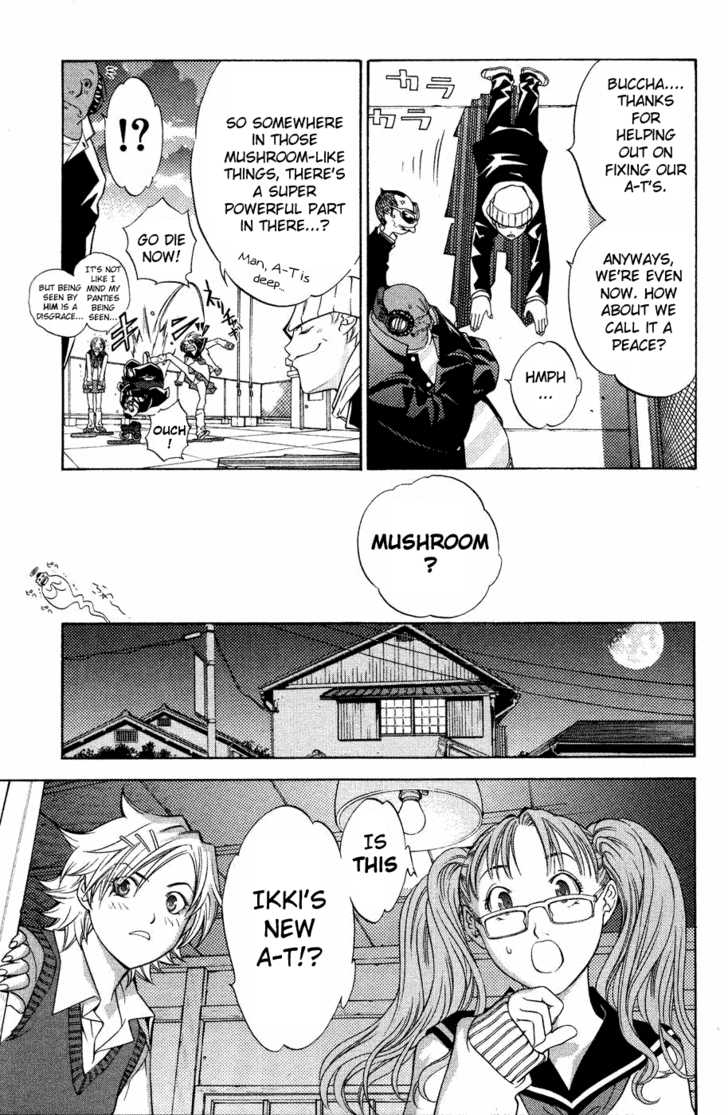 BUCCHA....
THANKS
FOR
HELPING
OUT ON
FIXING OUR
A-T'S.
ANYWAYS,
WE'RE EVEN
NOW. HOW
ABOUT WE
CALL IT A
PEACE?
カラ
カラ
HMPH
...
SO SOMEWHERE
IN THOSE
MUSHROOM-LIKE
THINGS, THERE'S
A SUPER
POWERFUL PART
IN THERE...?
Man, A-T is
deep...
!?
GO DIE
NOW!
IT'S NOT
LIKE I
MIND MY
PANTIES
BEING
SEEN...
BUT BEING
SEEN BY
HIM IS A
DISGRACE...
OUCH
!
MUSHROOM
?
IS
THIS
IKKI'S
NEW
A-T!?